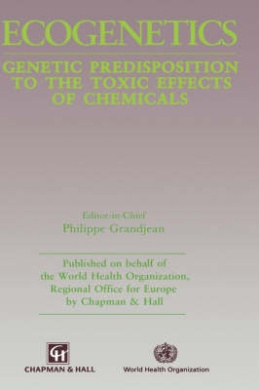 ECOGENETICS
GENETIC PREDISPOSITION
TO THE TOXIC EFFECTS
OF CHEMICALS
Editor-in-Chief
Philippe Grandjean
Published on behalf of
the World Health Organization,
Regional Office for Europe
by Chapman & Hall
CHAPMAN & HALL
World Health Organization